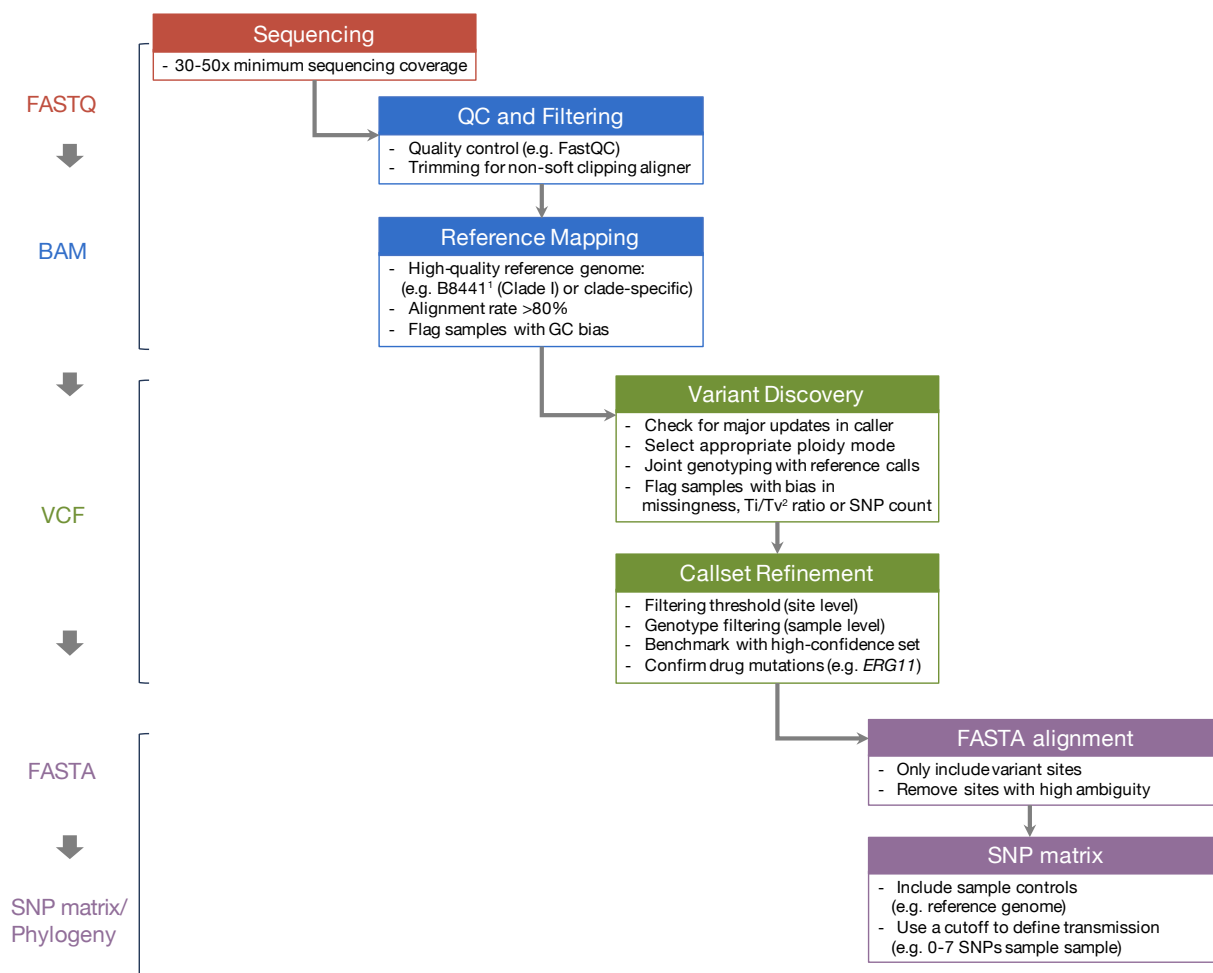 Sequencing
- 30-50x minimum sequencing coverage
FASTQ
QC and Filtering
- Quality control (e.g. FastQC)
- Trimming for non-soft clipping aligner
BAM
Reference Mapping
- High-quality reference genome:
(e.g. B8441¹ (Clade I) or clade-specific)
- Alignment rate >80%
- Flag samples with GC bias
VCF
Variant Discovery
- Check for major updates in caller
- Select appropriate ploidy mode
- Joint genotyping with reference calls
- Flag samples with bias in
missingness, Ti/Tv² ratio or SNP count
Callset Refinement
- Filtering threshold (site level)
- Genotype filtering (sample level)
- Benchmark with high-confidence set
- Confirm drug mutations (e.g. ERG11)
FASTA
FASTA alignment
- Only include variant sites
- Remove sites with high ambiguity
SNP matrix/
Phylogeny
SNP matrix
- Include sample controls
(e.g. reference genome)
- Use a cutoff to define transmission
(e.g. 0-7 SNPs sample sample)